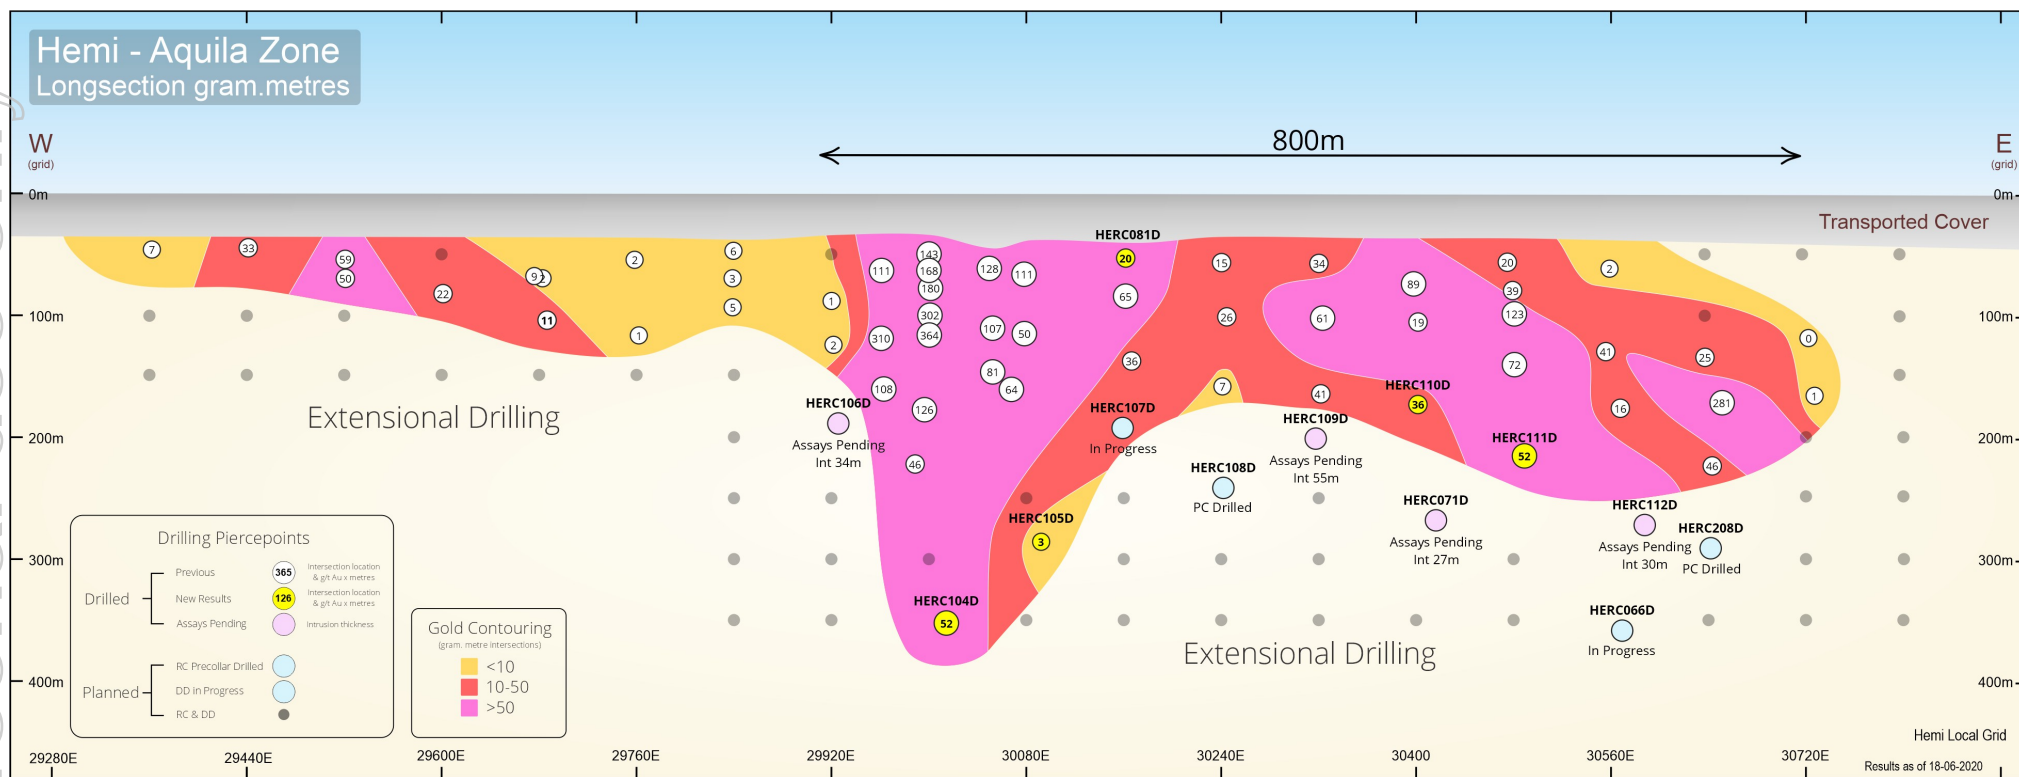 Hemi - Aquila Zone
Longsection gram.metres
800m
W
(grid)
E
(grid)
0m
0m
Transported Cover
HERC081D
7
33
59
50
22
9
2
11
2
1
6
3
5
1
2
111
310
108
143
168
180
302
364
126
46
128
111
107
50
81
64
20
65
36
15
26
7
34
61
41
89
19
20
39
123
72
2
41
16
25
281
46
0
1
100m
100m
200m
200m
300m
300m
400m
400m
HERC106D
Assays Pending
Int 34m
HERC107D
In Progress
HERC108D
PC Drilled
HERC109D
Assays Pending
Int 55m
HERC110D
36
HERC111D
52
HERC071D
Assays Pending
Int 27m
HERC112D
Assays Pending
Int 30m
HERC208D
PC Drilled
HERC105D
3
HERC104D
52
HERC066D
In Progress
Extensional Drilling
Extensional Drilling
Drilling Piercepoints
Drilled
Previous
365
Intersection location
& g/t Au x metres
New Results
126
Intersection location
& g/t Au x metres
Assays Pending
Intrusion thickness
Planned
RC Precollar Drilled
DD in Progress
RC & DD
Gold Contouring
(gram. metre intersections)
<10
10-50
>50
29280E
29440E
29600E
29760E
29920E
30080E
30240E
30400E
30560E
30720E
Hemi Local Grid
Results as of 18-06-2020